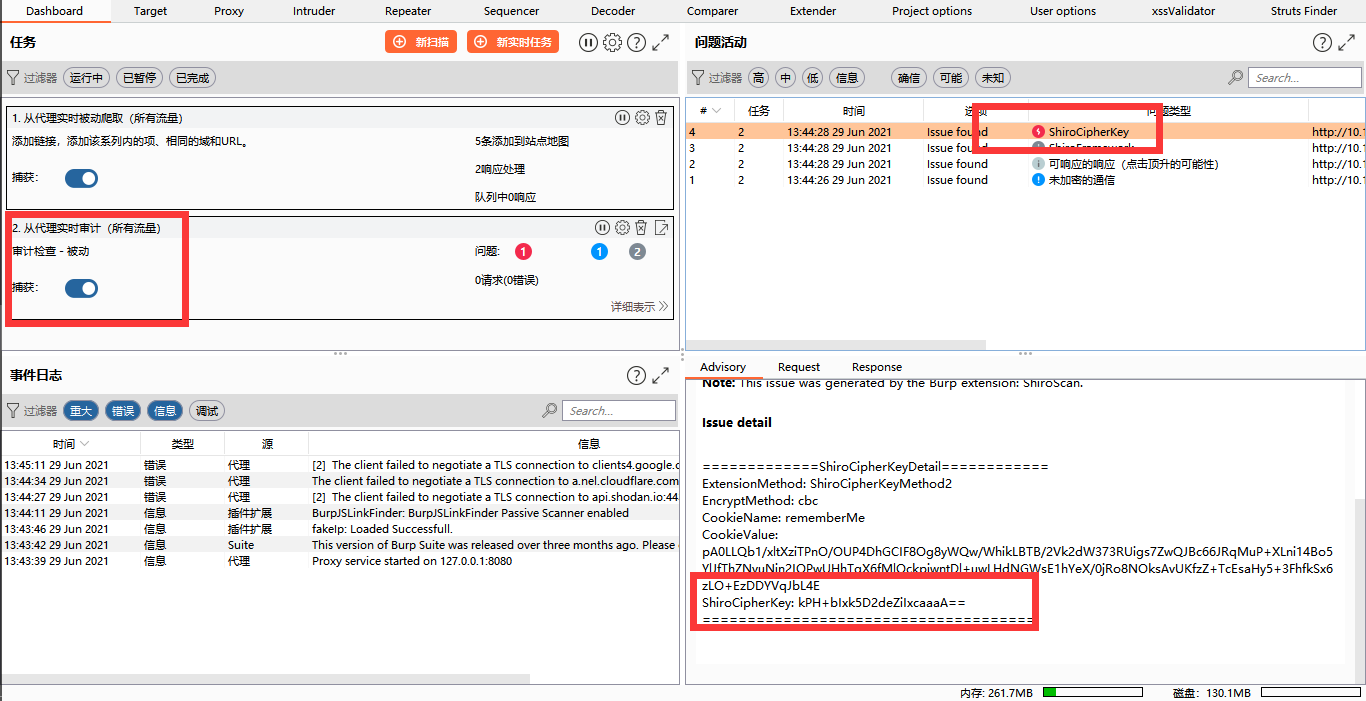 Dashboard Target Proxy Intruder Repeater Sequencer Decoder Comparer Extender Project options User options xssValidator Struts Finder
任务 新扫描 新实时任务
过滤器 运行中 已暂停 已完成
1. 从代理实时被动爬取（所有流量）
添加链接，添加该系列内的项、相同的域和URL。 5条添加到站点地图
2响应处理
捕获：
队列中0响应
2. 从代理实时审计（所有流量）
审计检查 - 被动 问题: 1 1 2
0请求(0错误)
捕获：
详细表示
问题活动
过滤器 高 中 低 信息 确信 可能 未知 Search...
# 任务 时间 问题类型
4 2 13:44:28 29 Jun 2021 Issue found ShiroCipherKey http://10.1
3 2 13:44:28 29 Jun 2021 Issue found ShiroFramework http://10.1
2 2 13:44:28 29 Jun 2021 Issue found 可响应的响应（点击顶升的可能性） http://10.1
1 2 13:44:26 29 Jun 2021 Issue found 未加密的通信 http://10.1
事件日志
过滤器 重大 错误 信息 调试 Search...
时间 类型 源 信息
13:45:11 29 Jun 2021 错误 代理 [2] The client failed to negotiate a TLS connection to clients4.google.c
13:44:34 29 Jun 2021 错误 代理 The client failed to negotiate a TLS connection to a.nel.cloudflare.com
13:44:27 29 Jun 2021 错误 代理 [2] The client failed to negotiate a TLS connection to api.shodan.io:44
13:44:11 29 Jun 2021 信息 插件扩展 BurpJSLinkFinder: BurpJSLinkFinder Passive Scanner enabled
13:43:46 29 Jun 2021 信息 插件扩展 fakeIp: Loaded Successfull.
13:43:42 29 Jun 2021 信息 Suite This version of Burp Suite was released over three months ago. Please
13:43:39 29 Jun 2021 信息 代理 Proxy service started on 127.0.0.1:8080
Advisory Request Response
Note: This issue was generated by the Burp extension: ShiroScan.
Issue detail
=============ShiroCipherKeyDetail============
ExtensionMethod: ShiroCipherKeyMethod2
EncryptMethod: cbc
CookieName: rememberMe
CookieValue:
pA0LLQb1/xltXziTPnO/OUP4DhGCIF8Og8yWQw/WhikLBTB/2Vk2dW373RUigs7ZwQJBc66JRqMuP+XLni14Bo5
zLO+EzDDYVqJbL4E
ShiroCipherKey: kPH+bIxk5D2deZiIxcaaaA==
=====================================
内存: 261.7MB 磁盘: 130.1MB